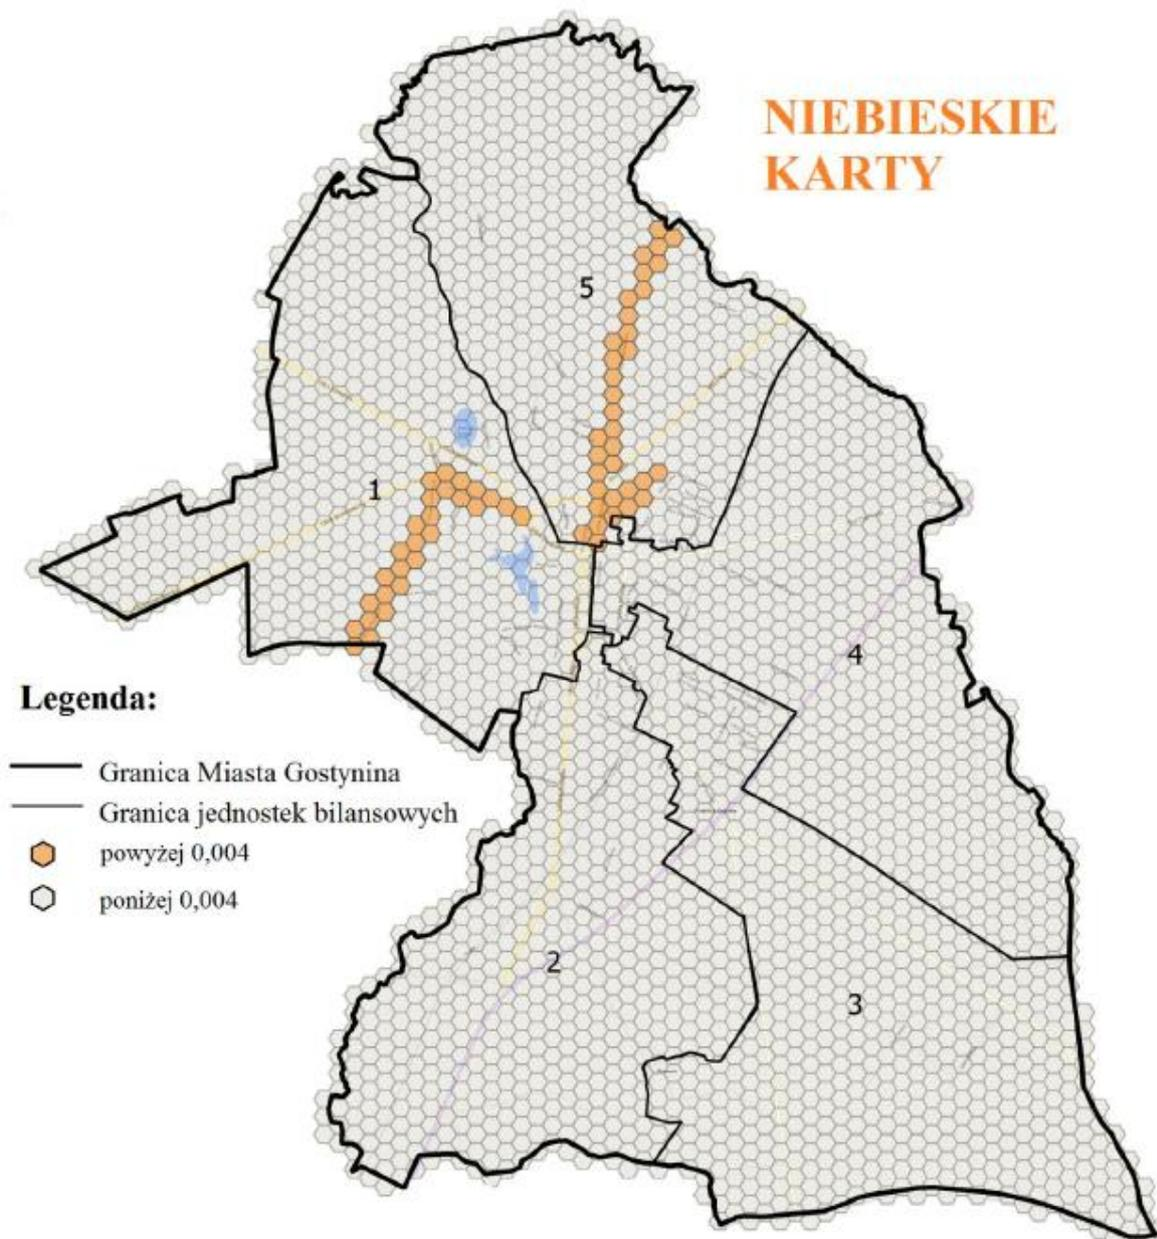 NIEBIESKIE
KARTY
5
1
4
2
3
Legenda:
Granica Miasta Gostynina
Granica jednostek bilansowych
powyżej 0,004
poniżej 0,004